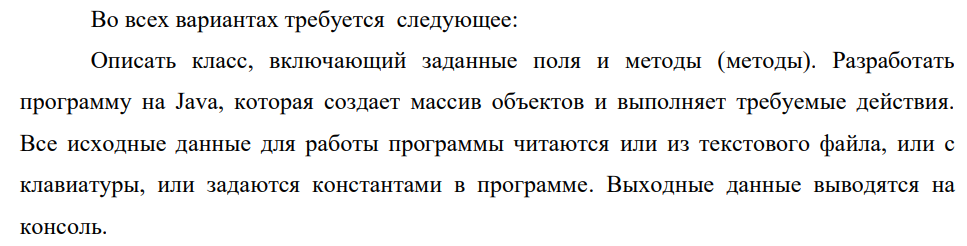 Во всех вариантах требуется следующее:
Описать класс, включающий заданные поля и методы (методы). Разработать
программу на Java, которая создает массив объектов и выполняет требуемые действия.
Все исходные данные для работы программы читаются или из текстового файла, или с
клавиатуры, или задаются константами в программе. Выходные данные выводятся на
консоль.